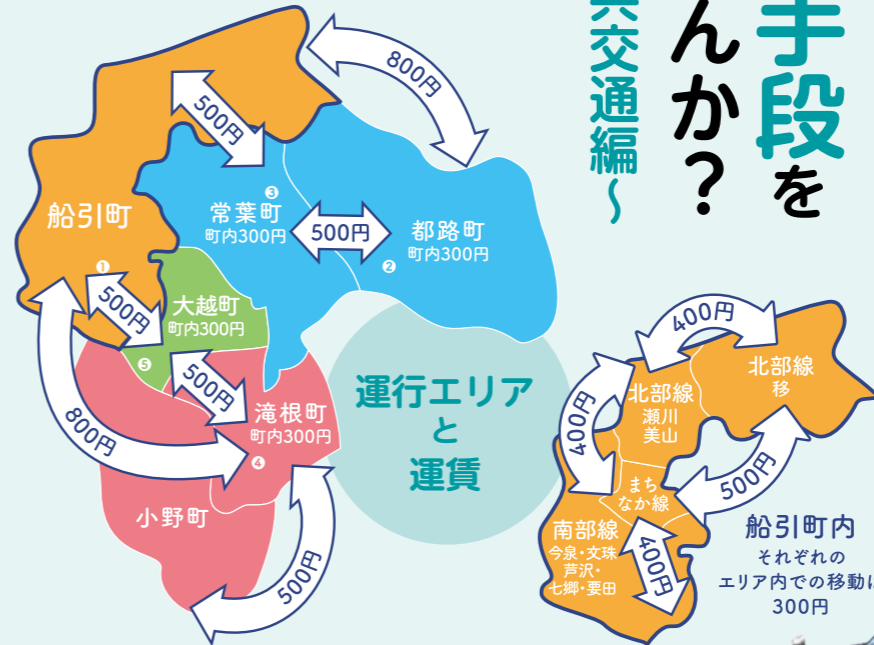 手段を
んか?
共交通編～
800円
500円
船引町
❶
常葉町
❸
町内300円
500円
都路町
町内300円
❷
500円
大越町
町内300円
❺
500円
滝根町
町内300円
❹
800円
小野町
500円
運行エリア
と
運賃
400円
北部線
移
北部線
瀬川
美山
400円
まち
なか線
500円
南部線
今泉・文珠
芦沢・
七郷・要田
400円
船引町内
それぞれの
エリア内での移動は
300円